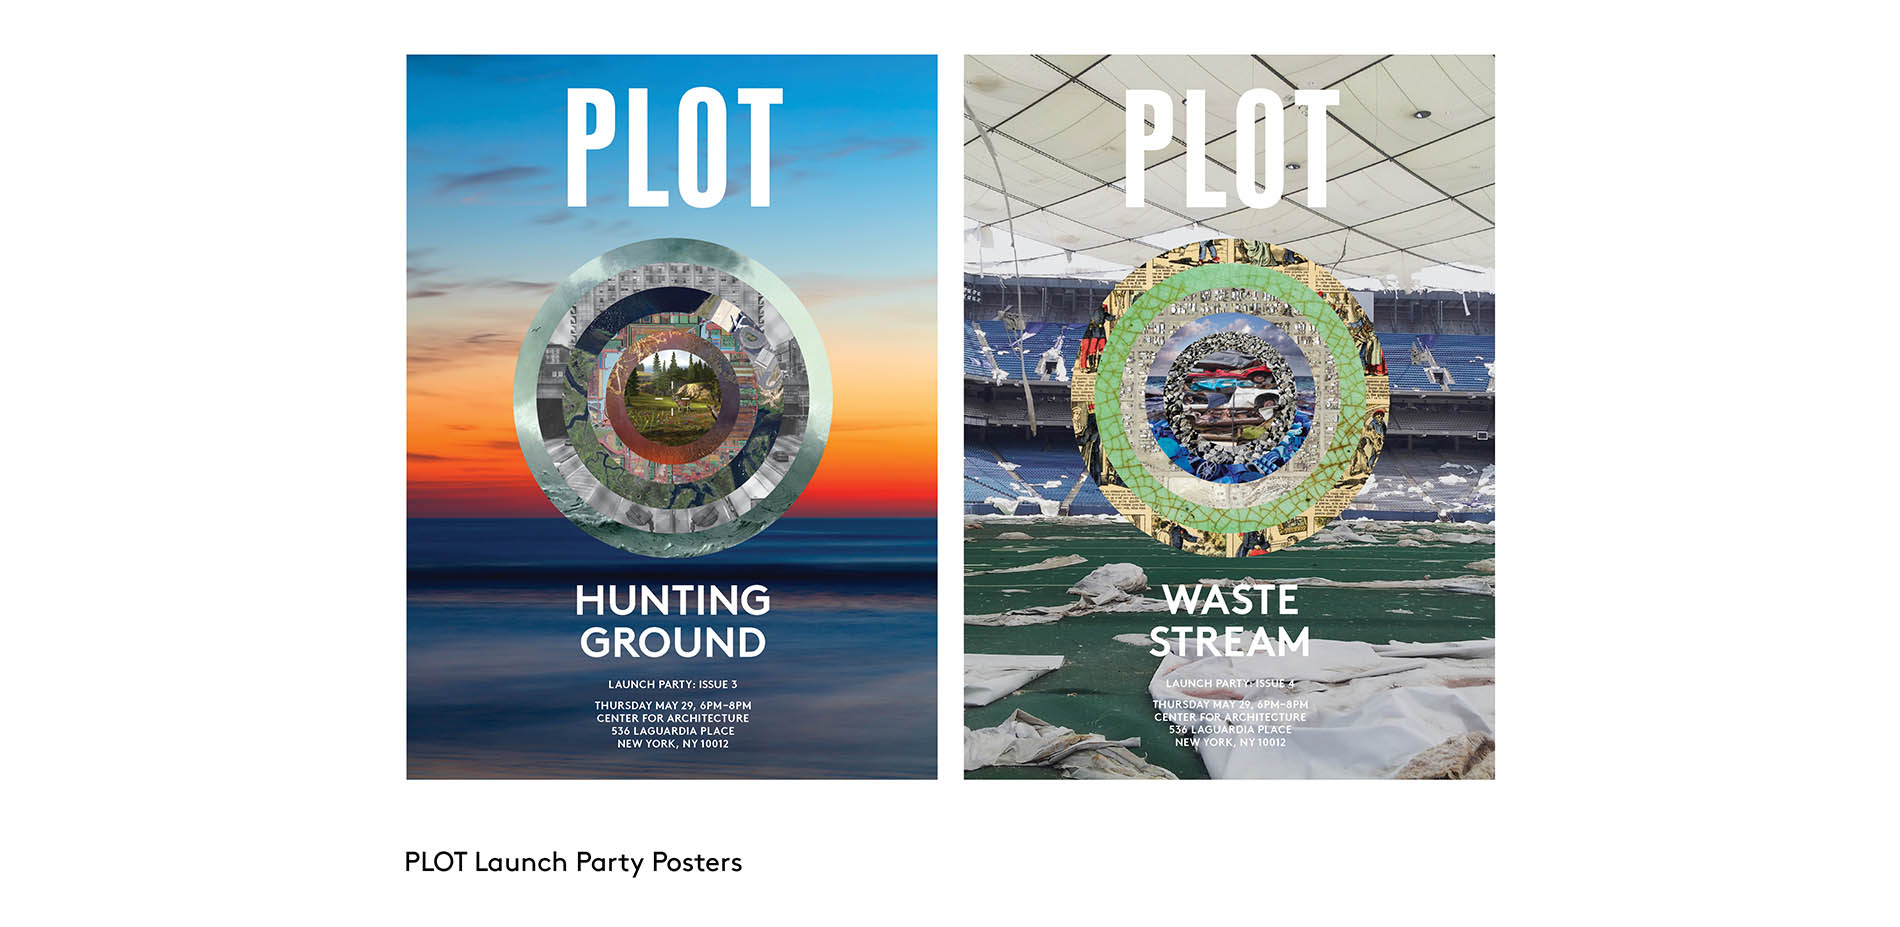 PLOT
HUNTING
GROUND
LAUNCH PARTY: ISSUE 3
THURSDAY MAY 29, 6PM–8PM
CENTER FOR ARCHITECTURE
536 LAGUARDIA PLACE
NEW YORK, NY 10012
PLOT
WASTE
STREAM
LAUNCH PARTY: ISSUE 4
THURSDAY MAY 29, 6PM–8PM
CENTER FOR ARCHITECTURE
536 LAGUARDIA PLACE
NEW YORK, NY 10012
PLOT Launch Party Posters